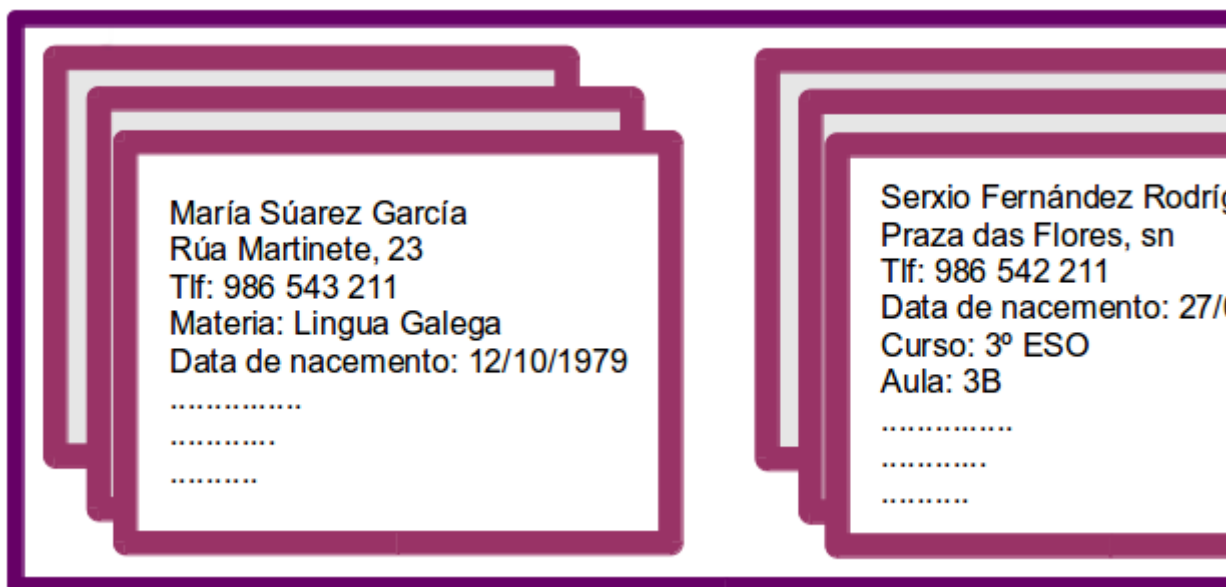 María Súarez García
Rúa Martinete, 23
Tlf: 986 543 211
Materia: Lingua Galega
Data de nacemento: 12/10/1979
...............
............
..........
Serxio Fernández
Praza das Flores, sn
Tlf: 986 542 211
Data de nacemento: 27/
Curso: 3º ESO
Aula: 3B
...............
............
..........